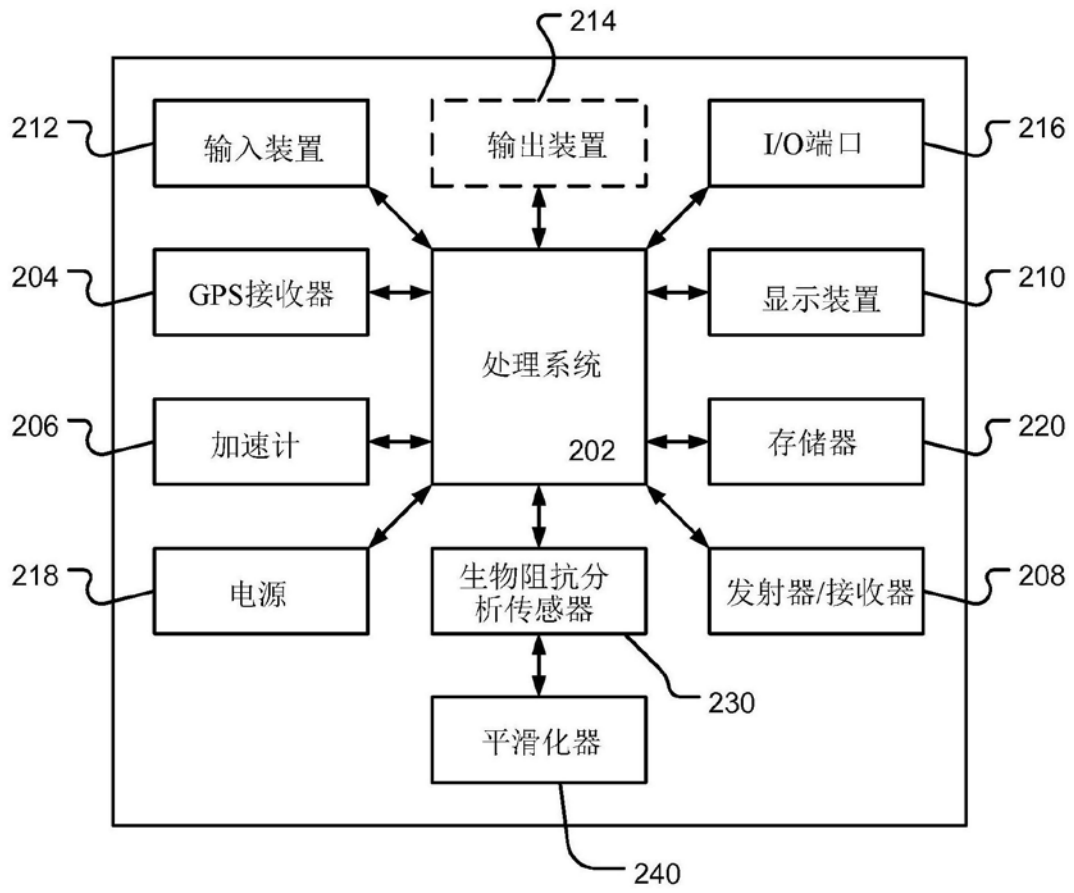 214
212
输入装置
输出装置
I/O端口
216
204
GPS接收器
显示装置
210
处理系统
206
加速计
202
存储器
220
218
电源
生物阻抗分
析传感器
发射器/接收器
208
230
平滑化器
240